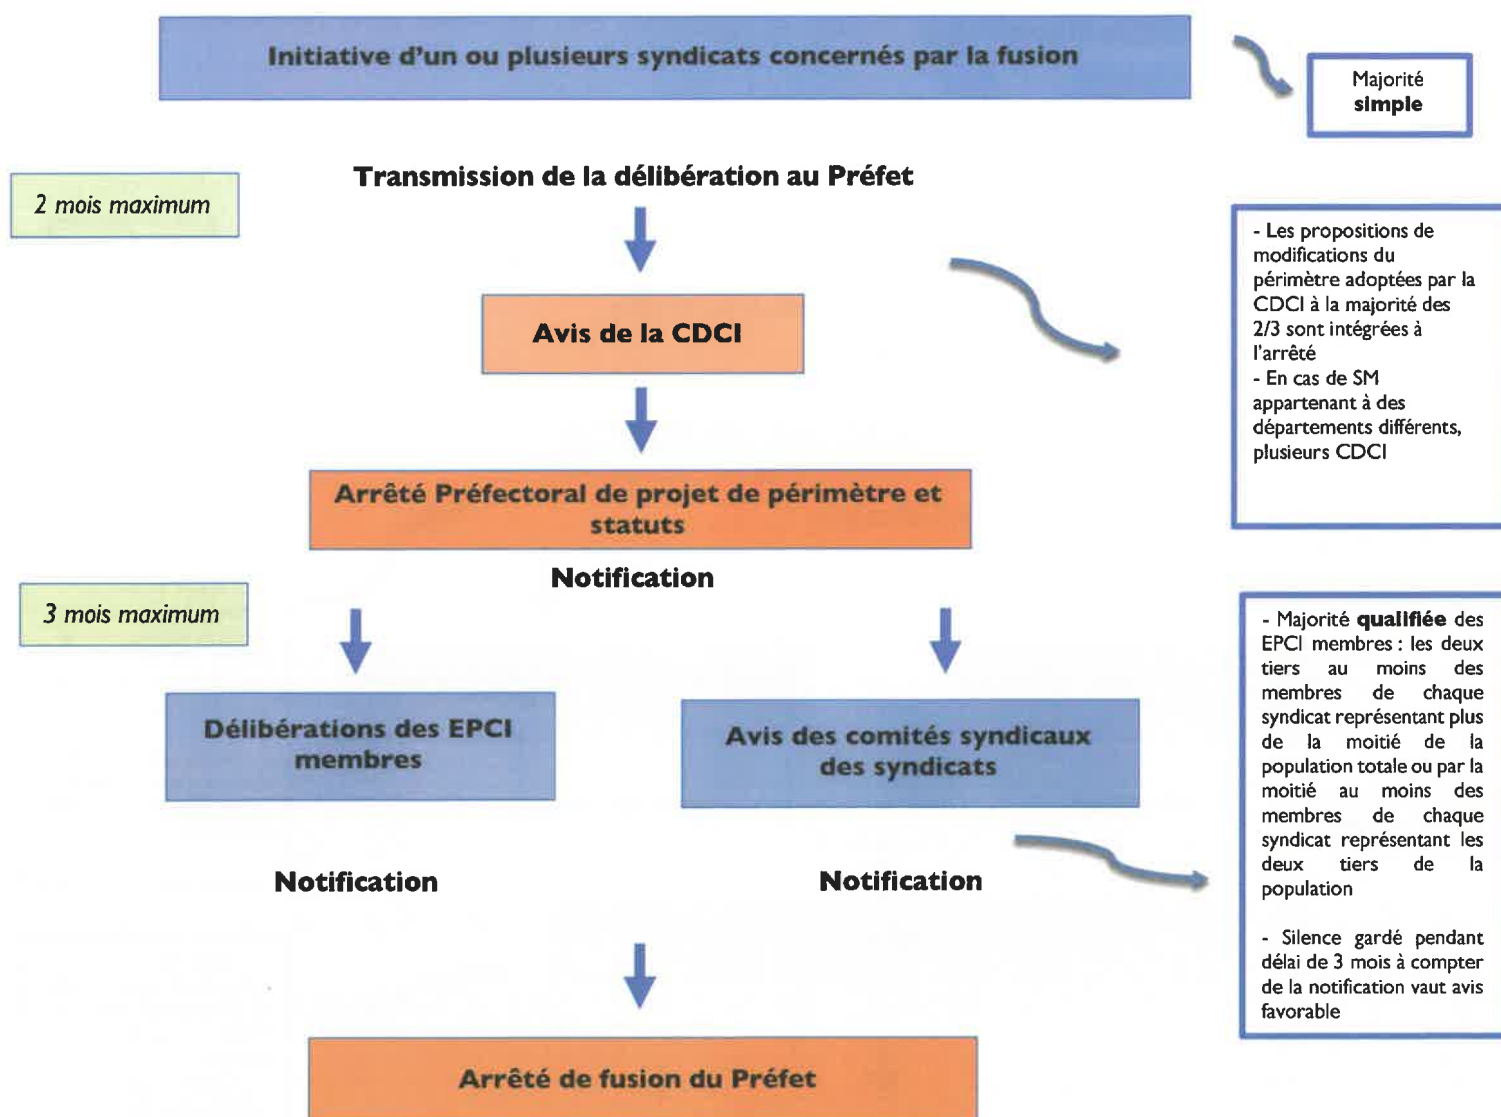 Initiative d'un ou plusieurs syndicats concernés par la fusion
Majorité
simple
Transmission de la délibération au Préfet
2 mois maximum
Avis de la CDCI
- Les propositions de
modifications du
périmètre adoptées par la
CDCI à la majorité des
2/3 sont intégrées à
l'arrêté
- En cas de SM
appartenant à des
départements différents,
plusieurs CDCI
Arrêté Préfectoral de projet de périmètre et
statuts
Notification
3 mois maximum
Délibérations des EPCI
membres
Avis des comités syndicaux
des syndicats
- Majorité qualifiée des
EPCI membres : les deux
tiers au moins des
membres de chaque
syndicat représentant plus
de la moitié de la
population totale ou par la
moitié au moins des
membres de chaque
syndicat représentant les
deux tiers de la
population
- Silence gardé pendant
délai de 3 mois à compter
de la notification vaut avis
favorable
Notification
Notification
Arrêté de fusion du Préfet